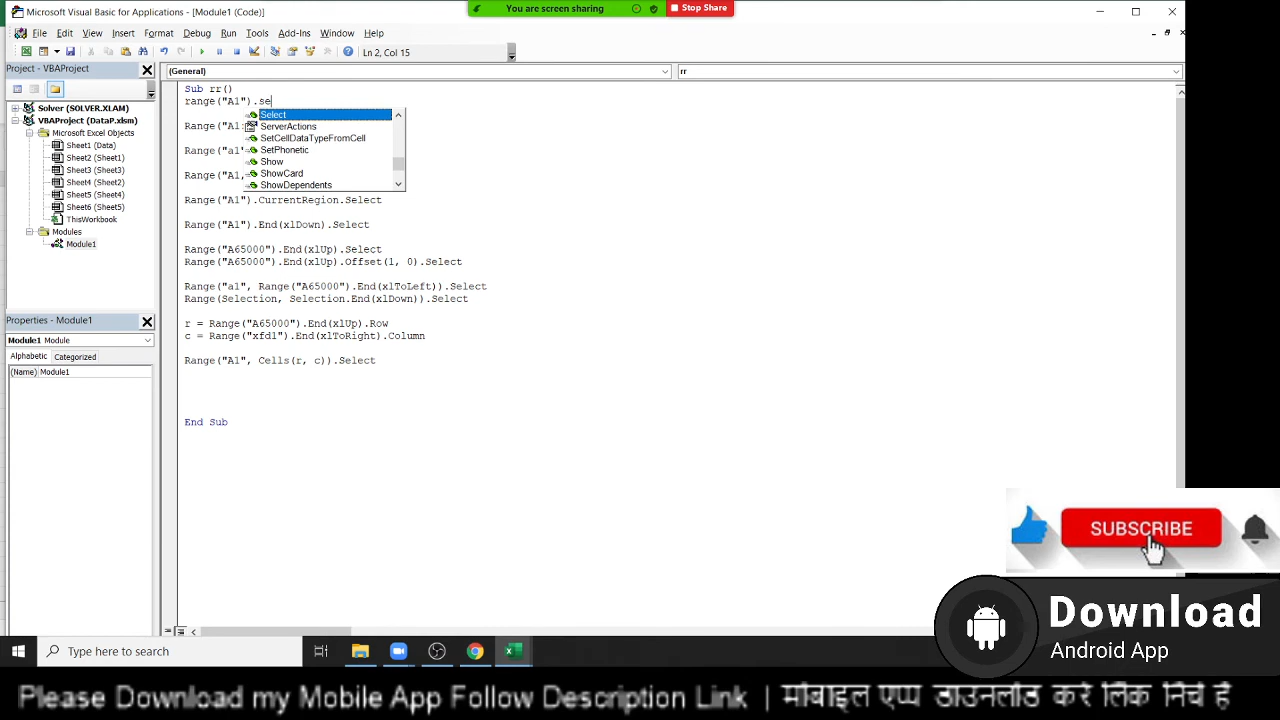 You are screen sharing
Stop Share
Microsoft Visual Basic for Applications - [Module1 (Code)]
File Edit View Insert Format Debug Run Tools Add-Ins Window Help
Ln 2, Col 15
Project - VBAProject
(General)
rr
Solver (SOLVER.XLAM)
VBAProject (DataP.xlsm)
Microsoft Excel Objects
Sheet1 (Data)
Sheet2 (Sheet1)
Sheet3 (Sheet3)
Sheet4 (Sheet2)
Sheet5 (Sheet4)
Sheet6 (Sheet5)
ThisWorkbook
Modules
Module1
Properties - Module1
Module1 Module
Alphabetic Categorized
(Name) Module1
Sub rr()
range("A1").se
Select
ServerActions
SetCellDataTypeFromCell
SetPhonetic
Show
ShowCard
ShowDependents
Range("A1:
Range("a1"
Range("A1,
Range("A1").CurrentRegion.Select
Range("A1").End(xlDown).Select
Range("A65000").End(xlUp).Select
Range("A65000").End(xlUp).Offset(1, 0).Select
Range("a1", Range("A65000").End(xlToLeft)).Select
Range(Selection, Selection.End(xlDown)).Select
r = Range("A65000").End(xlUp).Row
c = Range("xfd1").End(xlToRight).Column
Range("A1", Cells(r, c)).Select
End Sub
SUBSCRIBE
Download
Android App
Type here to search
Please Download my Mobile App Follow Description Link | मोबाइल एप्प डाउनलोड करे लिंक निचे है